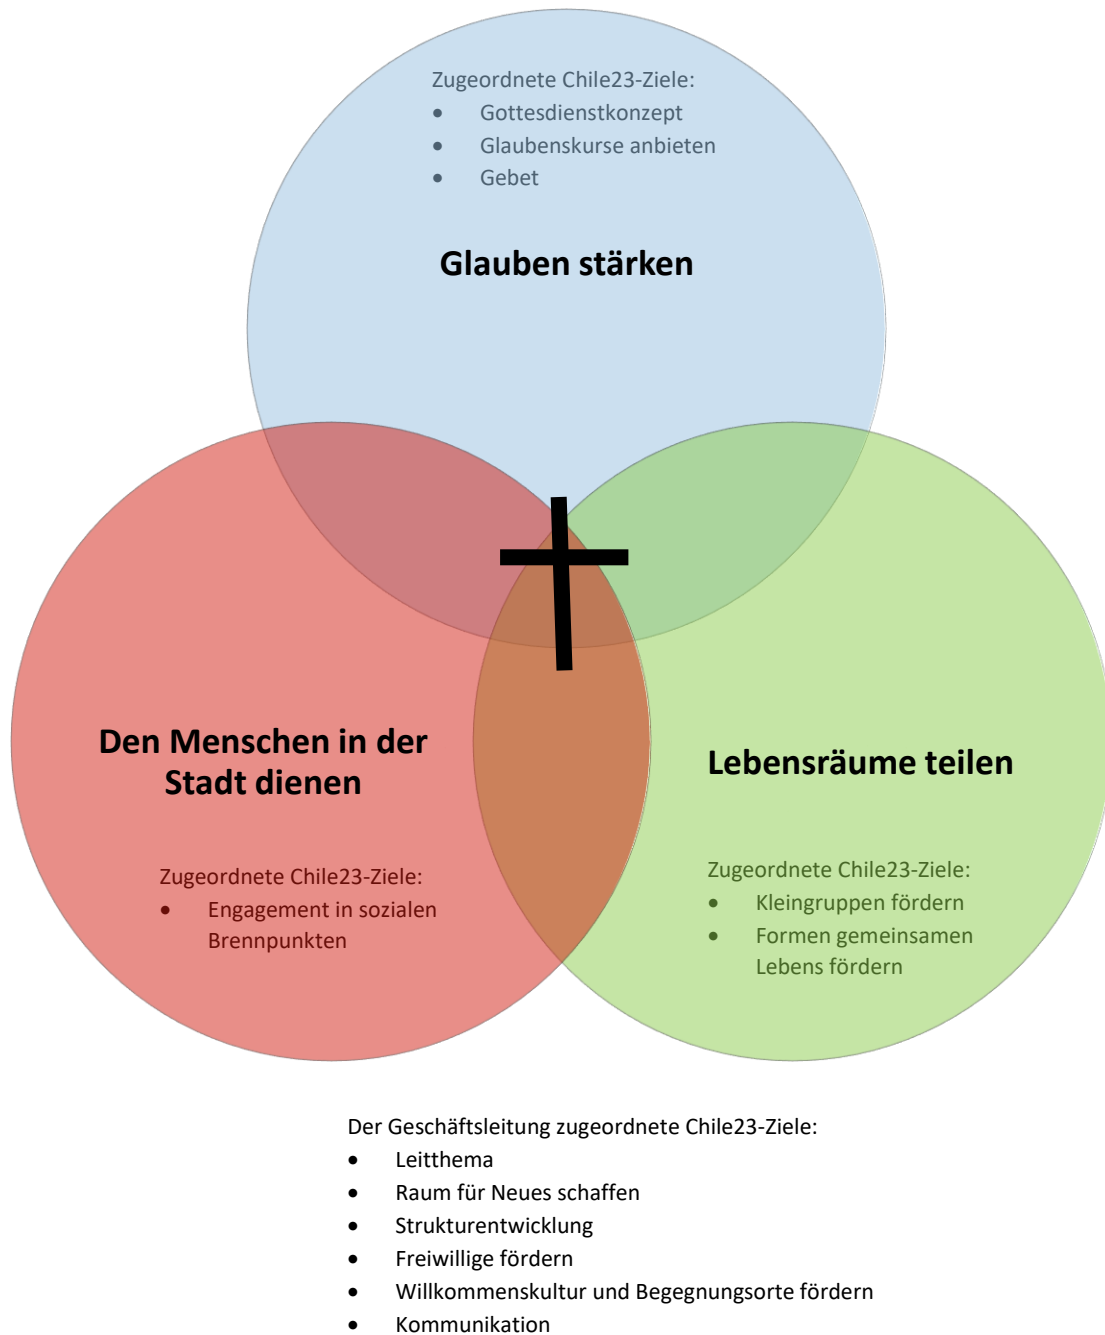 Zugeordnete Chile23-Ziele:
• Gottesdienstkonzept
• Glaubenskurse anbieten
• Gebet
Glauben stärken
Den Menschen in der
Stadt dienen
Zugeordnete Chile23-Ziele:
• Engagement in sozialen
Brennpunkten
Lebensräume teilen
Zugeordnete Chile23-Ziele:
• Kleingruppen fördern
• Formen gemeinsamen
Lebens fördern
Der Geschäftsleitung zugeordnete Chile23-Ziele:
• Leitthema
• Raum für Neues schaffen
• Strukturentwicklung
• Freiwillige fördern
• Willkommenskultur und Begegnungsorte fördern
• Kommunikation